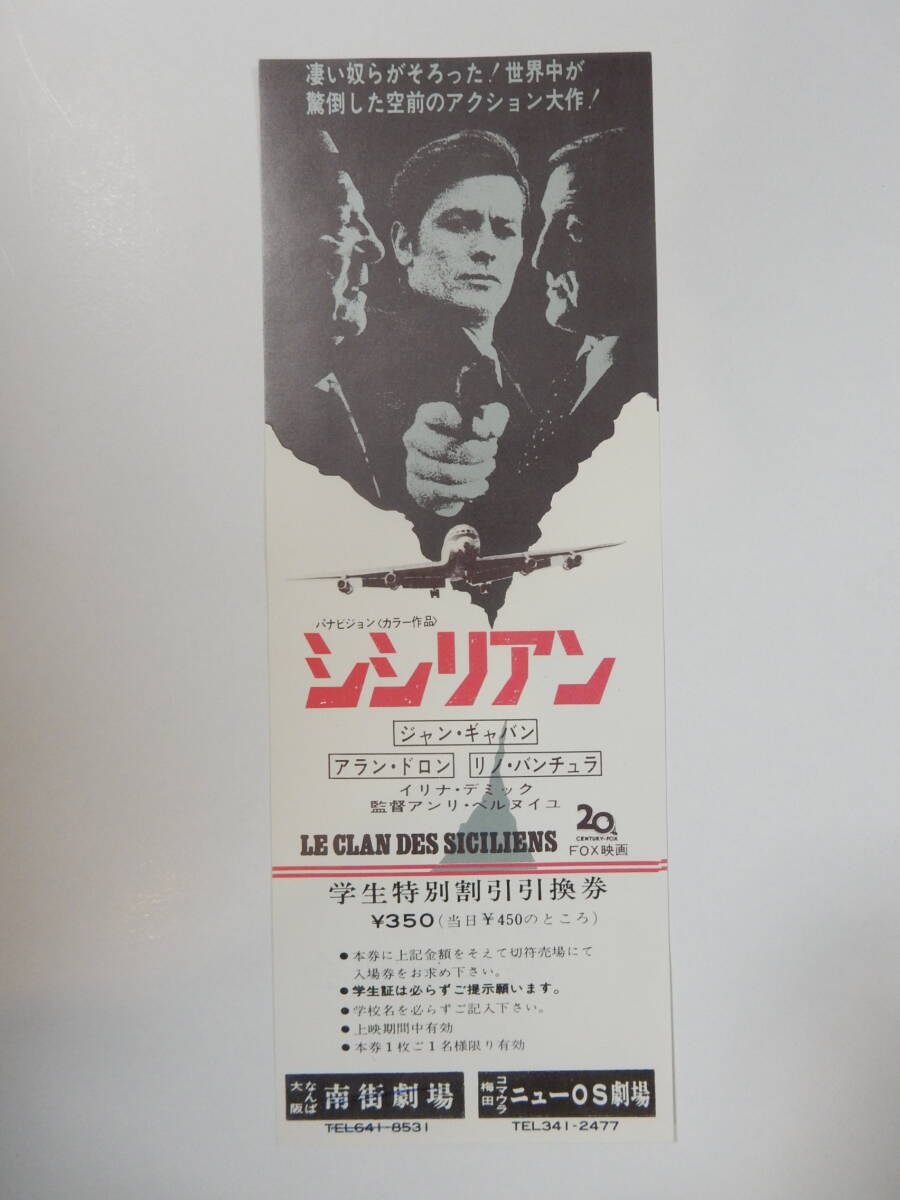 凄い奴らがそろった！世界中が
驚倒した空前のアクション大作！
パナビジョン〈カラー作品〉
シシリアン
ジャン・ギャバン
アラン・ドロン リノ・バンチュラ
イリナ・デミック
監督アンリ・ベルヌイユ
LE CLAN DES SICILIENS
20
CENTURY-FOX
FOX映画
学生特別割引引換券
¥350(当日¥450のところ)
●本券に上記金額をそえて切符売場にて
入場券をお求め下さい。
●学生証は必らずご提示願います。
●学校名を必らずご記入下さい。
●上映期間中有効
●本券1枚ご1名様限り有効
大阪なんば 南街劇場
TEL641-8531
梅田コマウラ ニューOS劇場
TEL341-2477